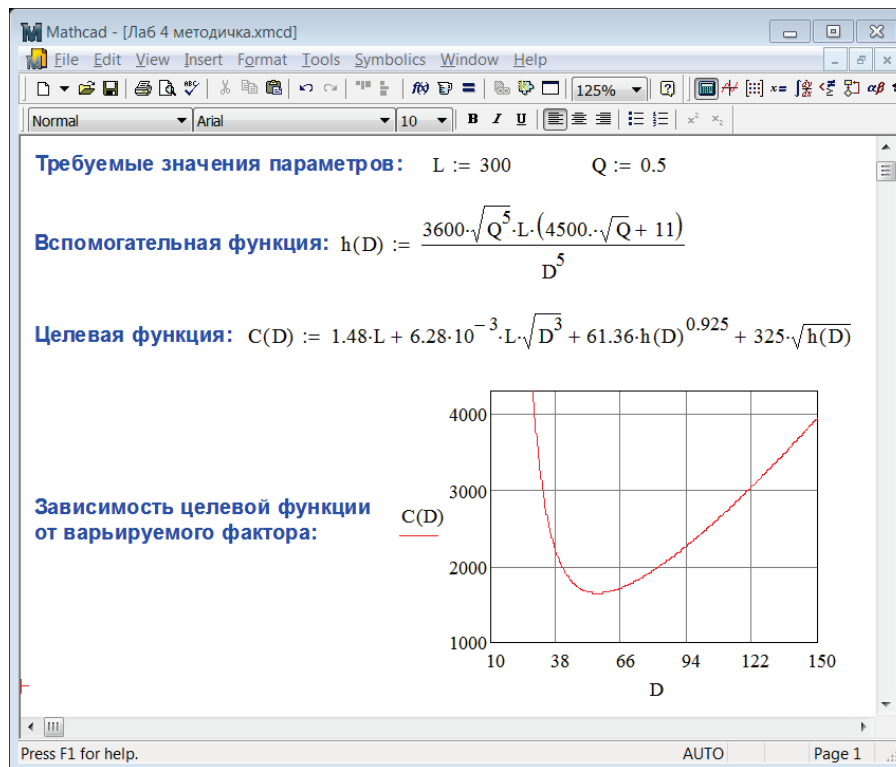 Mathcad - [Лаб 4 методичка.xmcd]
File Edit View Insert Format Tools Symbolics Window Help
125%
Normal Arial 10 B I U
Требуемые значения параметров: L := 300 Q := 0.5
Вспомогательная функция: h(D) := 3600·√Q^5·L·(4500.·√Q + 11) / D^5
Целевая функция: C(D) := 1.48·L + 6.28·10^-3·L·√D^3 + 61.36·h(D)^0.925 + 325·√h(D)
4000
3000
2000
1000
Зависимость целевой функции
от варьируемого фактора:
C(D)
10 38 66 94 122 150
D
Press F1 for help. AUTO Page 1